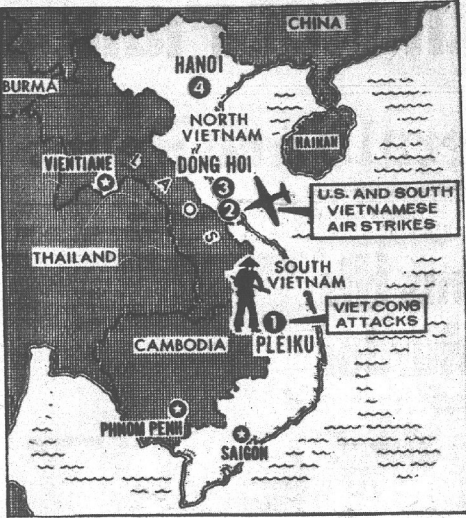 CHINA
HANOI
4
BURMA
NORTH
VIETNAM
HAINAN
DONG HOI
VIENTIANE
LAOS
3
2
U.S. AND SOUTH
VIETNAMESE
AIR STRIKES
THAILAND
SOUTH
VIETNAM
VIET CONG
ATTACKS
1
PLEIKU
CAMBODIA
PHNOM PENH
SAIGON